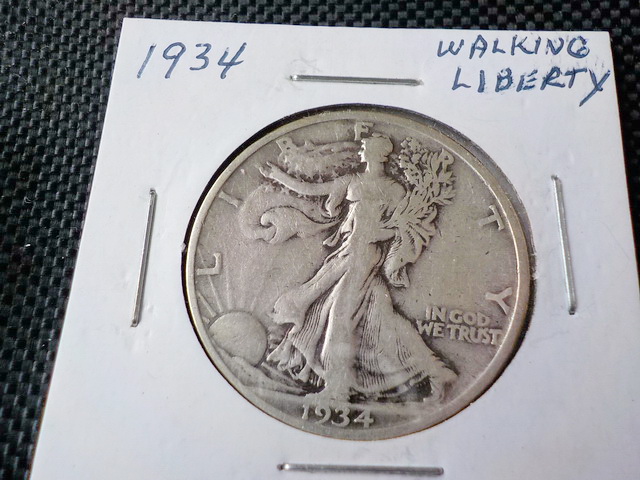 1934
WALKING
LIBERTY
LIBERTY
IN GOD
WE TRUST
1934